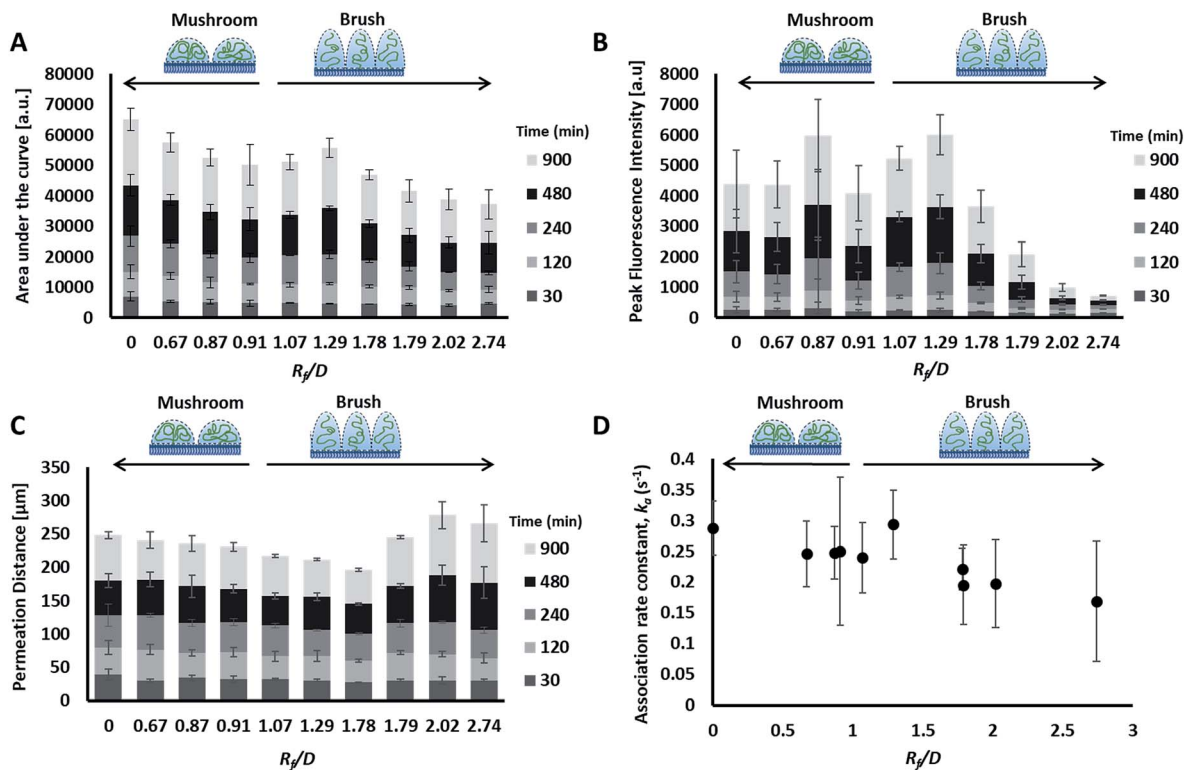 A
Mushroom
Brush
Area under the curve [a.u.]
80000
70000
60000
50000
40000
30000
20000
10000
0
0 0.67 0.87 0.91 1.07 1.29 1.78 1.79 2.02 2.74
Rf/D
Time (min)
900
480
240
120
30
B
Mushroom
Brush
Peak Fluorescence Intensity [a.u]
8000
7000
6000
5000
4000
3000
2000
1000
0
0 0.67 0.87 0.91 1.07 1.29 1.78 1.79 2.02 2.74
Rf/D
Time (min)
900
480
240
120
30
C
Mushroom
Brush
Permeation Distance [µm]
350
300
250
200
150
100
50
0
0 0.67 0.87 0.91 1.07 1.29 1.78 1.79 2.02 2.74
Rf/D
Time (min)
900
480
240
120
30
D
Mushroom
Brush
Association rate constant, ka (s-1)
0.4
0.35
0.3
0.25
0.2
0.15
0.1
0.05
0
0 0.5 1 1.5 2 2.5 3
Rf/D